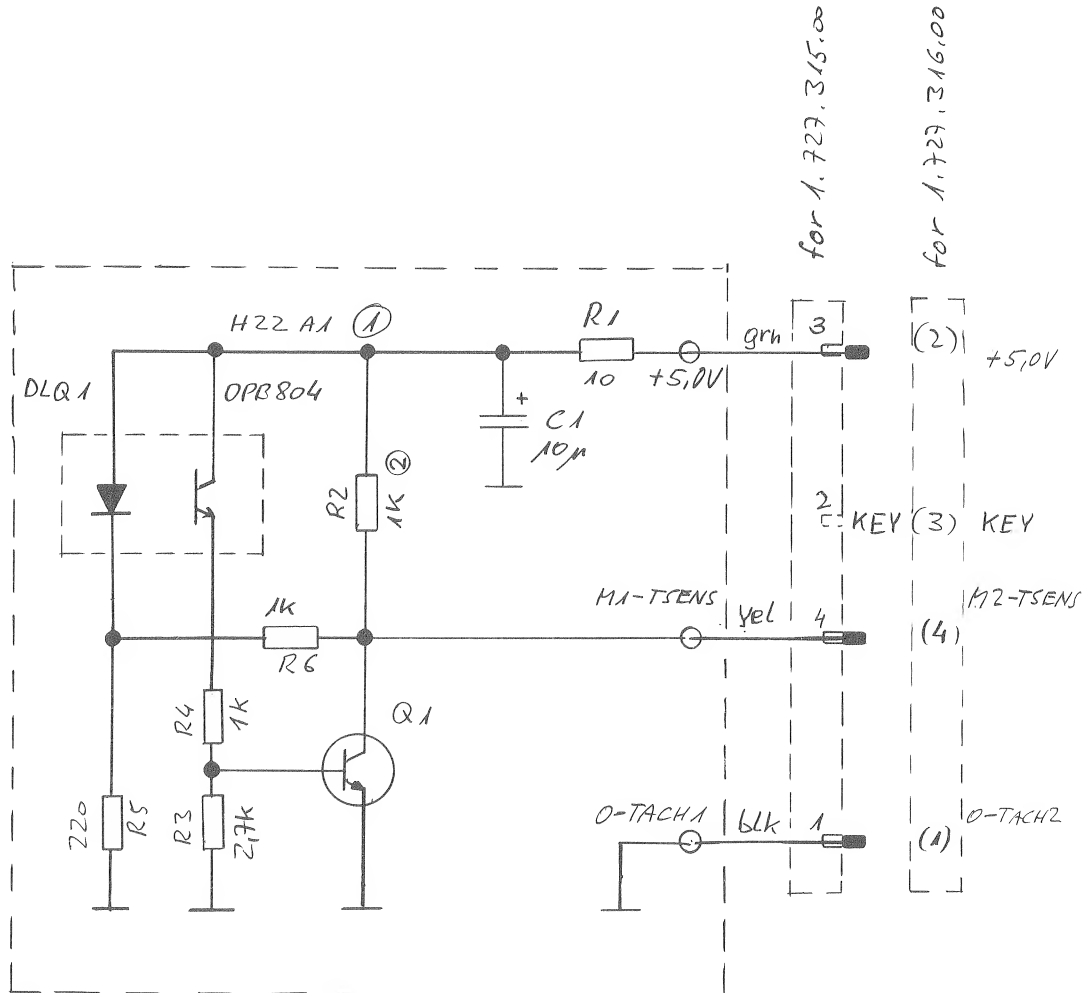 for 1.727.315.00
for 1.727.316.00
H22 A1 1
R1
grn
3
(2)
+5,0V
DLQ1
OPB804
10
+5,0V
+
C1
10µ
R2
1K
2
2
KEY
(3)
KEY
M1-TSENS
yel
4
(4)
M2-TSENS
1K
R6
R4
1K
Q1
220
R5
R3
2,7K
O-TACH1
blk
1
(1)
O-TACH2